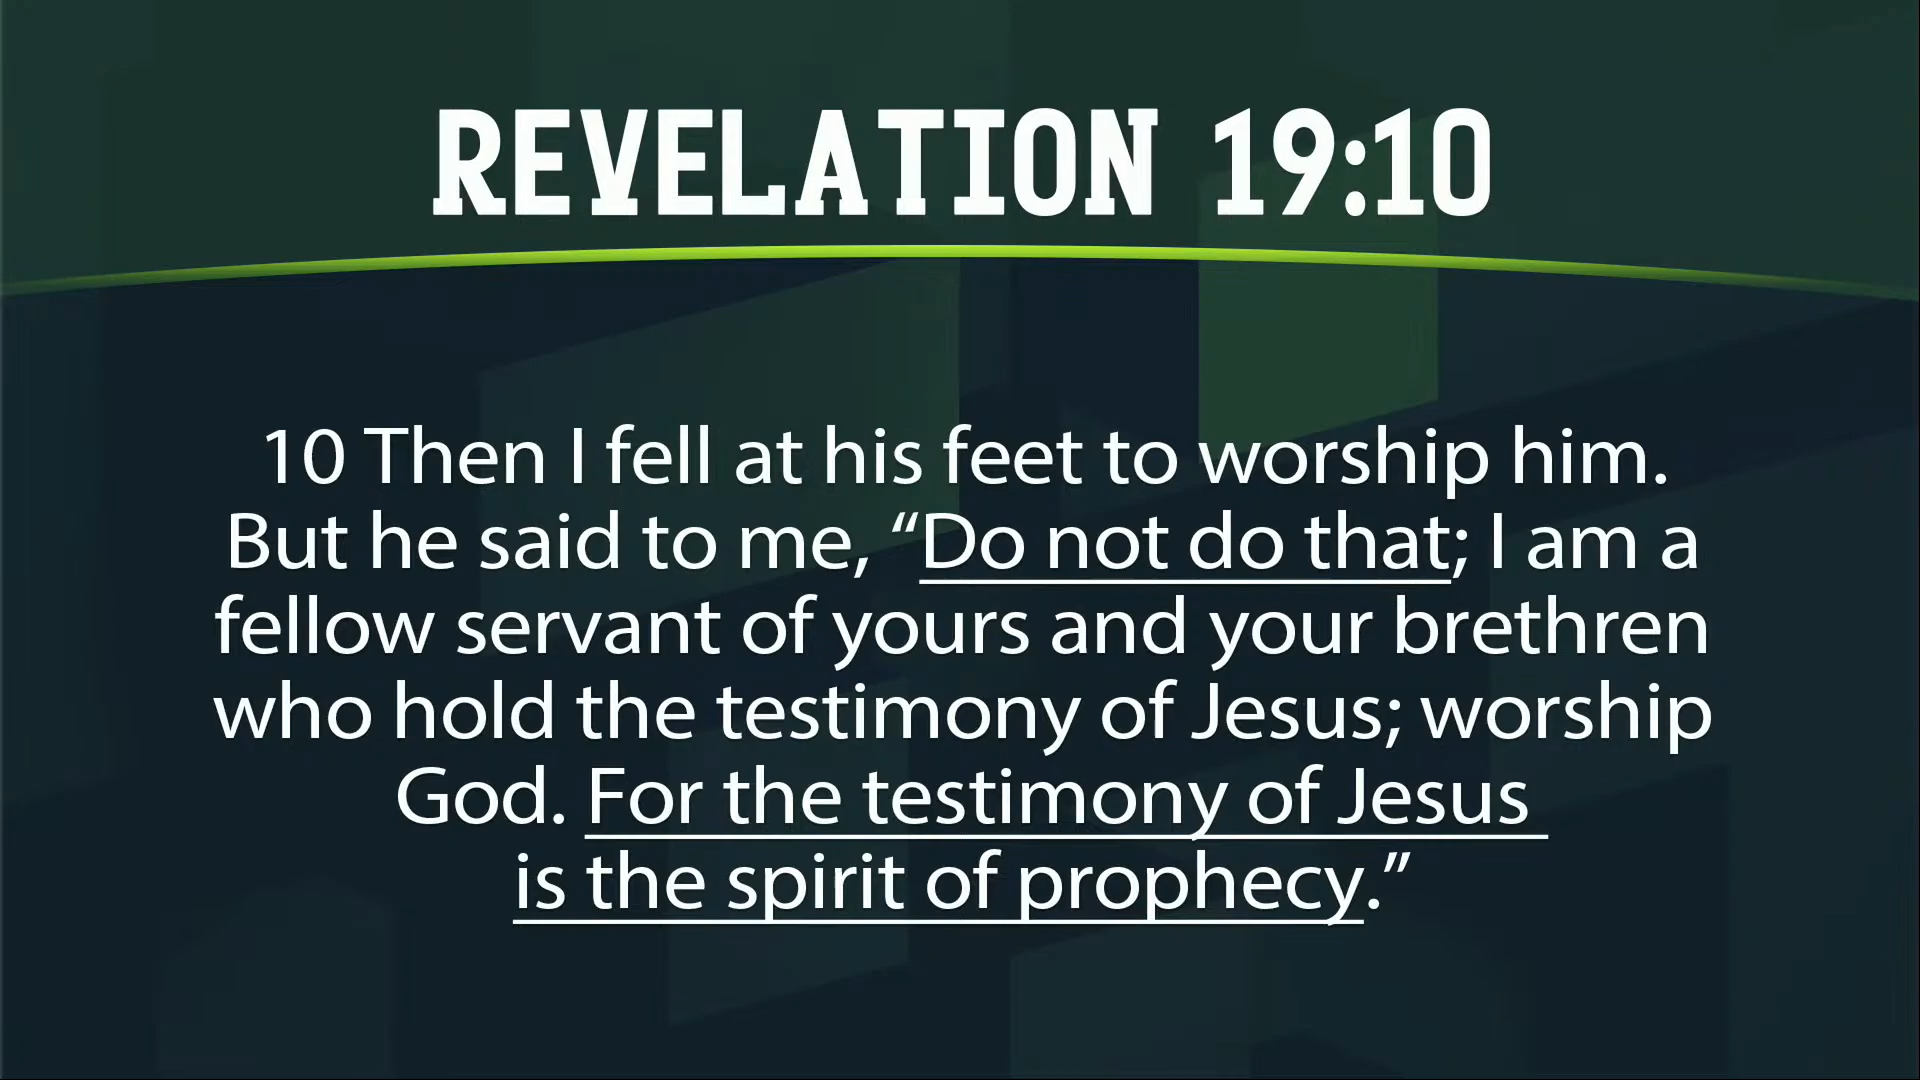 REVELATION 19:10
10 Then I fell at his feet to worship him.
But he said to me, “Do not do that; I am a
fellow servant of yours and your brethren
who hold the testimony of Jesus; worship
God. For the testimony of Jesus
is the spirit of prophecy.”